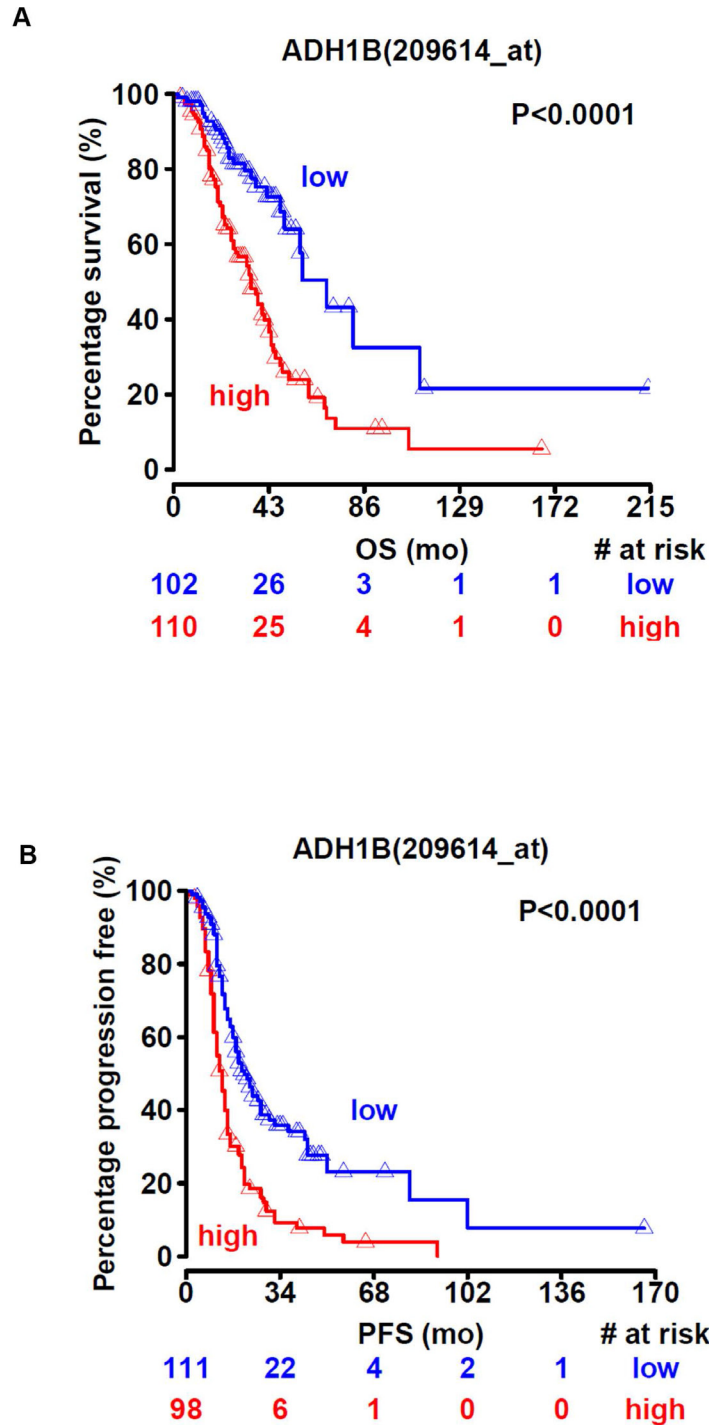 A
ADH1B(209614_at)
P<0.0001
Percentage survival (%)
100
80
60
40
20
0
low
high
0 43 86 129 172 215
OS (mo) # at risk
102 26 3 1 1 low
110 25 4 1 0 high
B
ADH1B(209614_at)
P<0.0001
Percentage progression free (%)
100
80
60
40
20
0
low
high
0 34 68 102 136 170
PFS (mo) # at risk
111 22 4 2 1 low
98 6 1 0 0 high